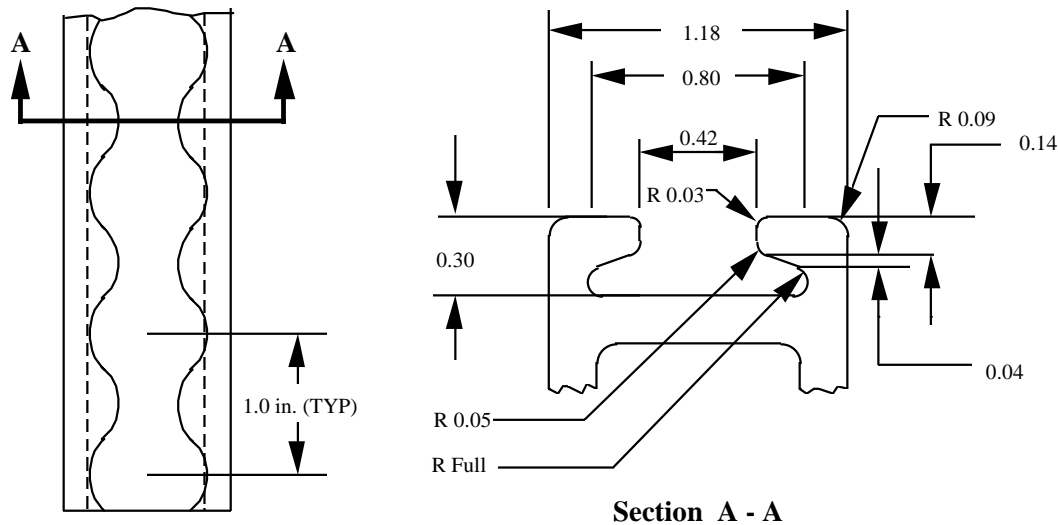 A
A
1.0 in. (TYP)
1.18
0.80
0.42
R 0.09
0.14
R 0.03
0.30
0.04
R 0.05
R Full
Section A - A